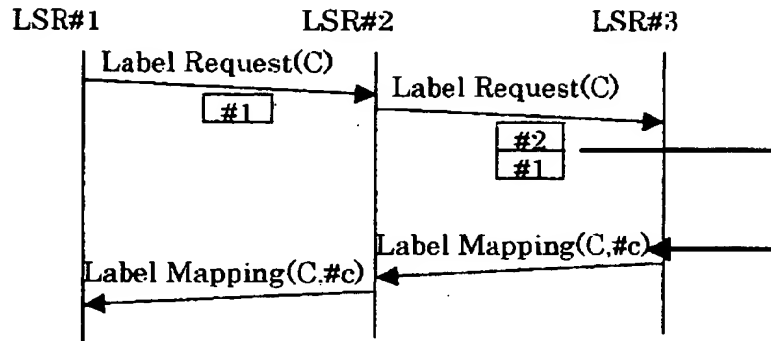 LSR#1 LSR#2 LSR#3
Label Request(C)
Label Request(C)
#1
#2
#1
Label Mapping(C,#c)
Label Mapping(C,#c)